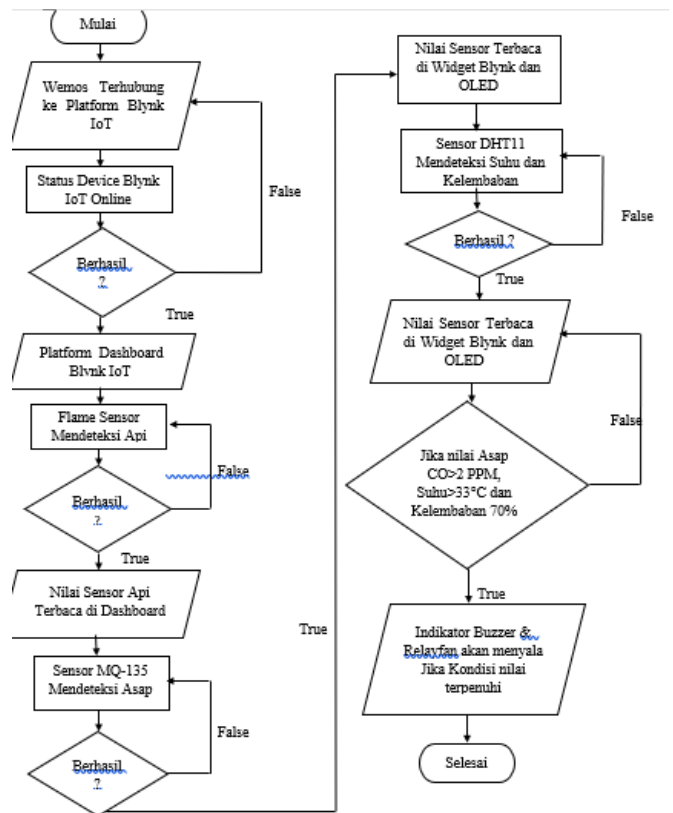 Mulai
Wemos Terhubung
ke Platform Blynk
IoT
Status Device Blynk
IoT Online
False
Berhasil
?
True
Platform Dashboard
Blynk IoT
Flame Sensor
Mendeteksi Api
False
Berhasil
?
True
Nilai Sensor Api
Terbaca di Dashboard
Sensor MQ-135
Mendeteksi Asap
False
Berhasil
?
True
Nilai Sensor Terbaca
di Widget Blynk dan
OLED
Sensor DHT11
Mendeteksi Suhu dan
Kelembaban
False
Berhasil ?
True
Nilai Sensor Terbaca
di Widget Blynk dan
OLED
False
Jika nilai Asap
CO>2 PPM,
Suhu>33°C dan
Kelembaban 70%
True
Indikator Buzzer &
Relayfan akan menyala
Jika Kondisi nilai
terpenuhi
Selesai